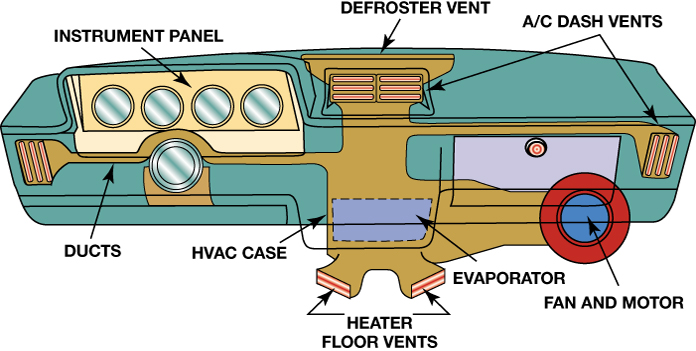 DEFROSTER VENT
A/C DASH VENTS
INSTRUMENT PANEL
DUCTS
HVAC CASE
EVAPORATOR
FAN AND MOTOR
HEATER
FLOOR VENTS